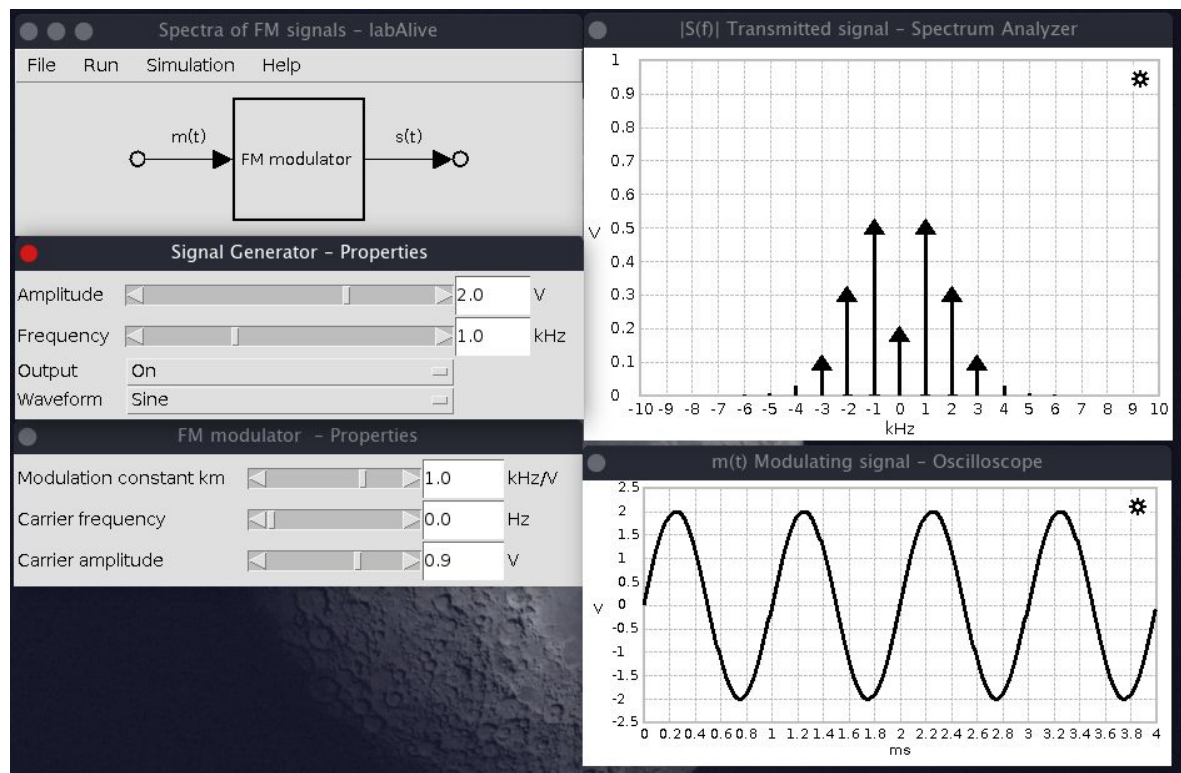 Spectra of FM signals - labAlive
File Run Simulation Help
m(t)
FM modulator
s(t)
Signal Generator - Properties
Amplitude 2.0 V
Frequency 1.0 kHz
Output On
Waveform Sine
FM modulator - Properties
Modulation constant km 1.0 kHz/V
Carrier frequency 0.0 Hz
Carrier amplitude 0.9 V
|S(f)| Transmitted signal - Spectrum Analyzer
1
0.9
0.8
0.7
0.6
V 0.5
0.4
0.3
0.2
0.1
0
-10 -9 -8 -7 -6 -5 -4 -3 -2 -1 0 1 2 3 4 5 6 7 8 9 10
kHz
m(t) Modulating signal - Oscilloscope
2.5
2
1.5
1
0.5
V 0
-0.5
-1
-1.5
-2
-2.5
0 0.2 0.4 0.6 0.8 1 1.2 1.4 1.6 1.8 2 2.2 2.4 2.6 2.8 3 3.2 3.4 3.6 3.8 4
ms